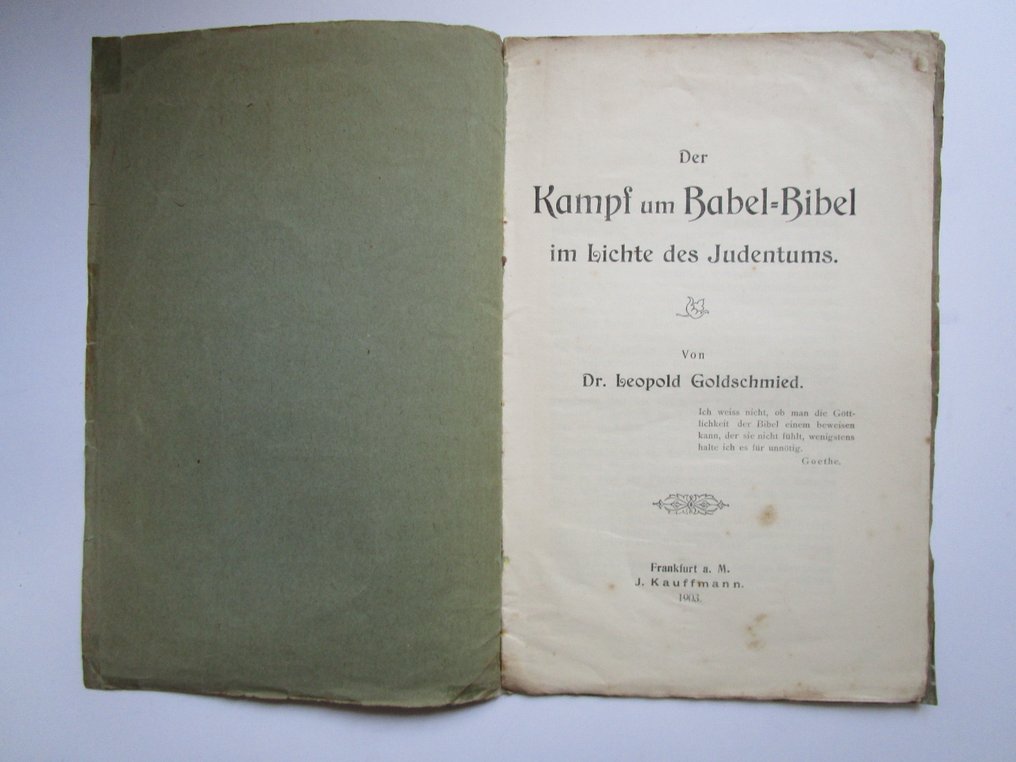 Der
Kampf um Babel=Bibel
im Lichte des Judentums.
Von
Dr. Leopold Goldschmied.
Ich weiss nicht, ob man die Gött-
lichkeit der Bibel einem beweisen
kann, der sie nicht fühlt, wenigstens
halte ich es für unnötig.
Goethe.
Frankfurt a. M.
J. Kauffmann.
1903.